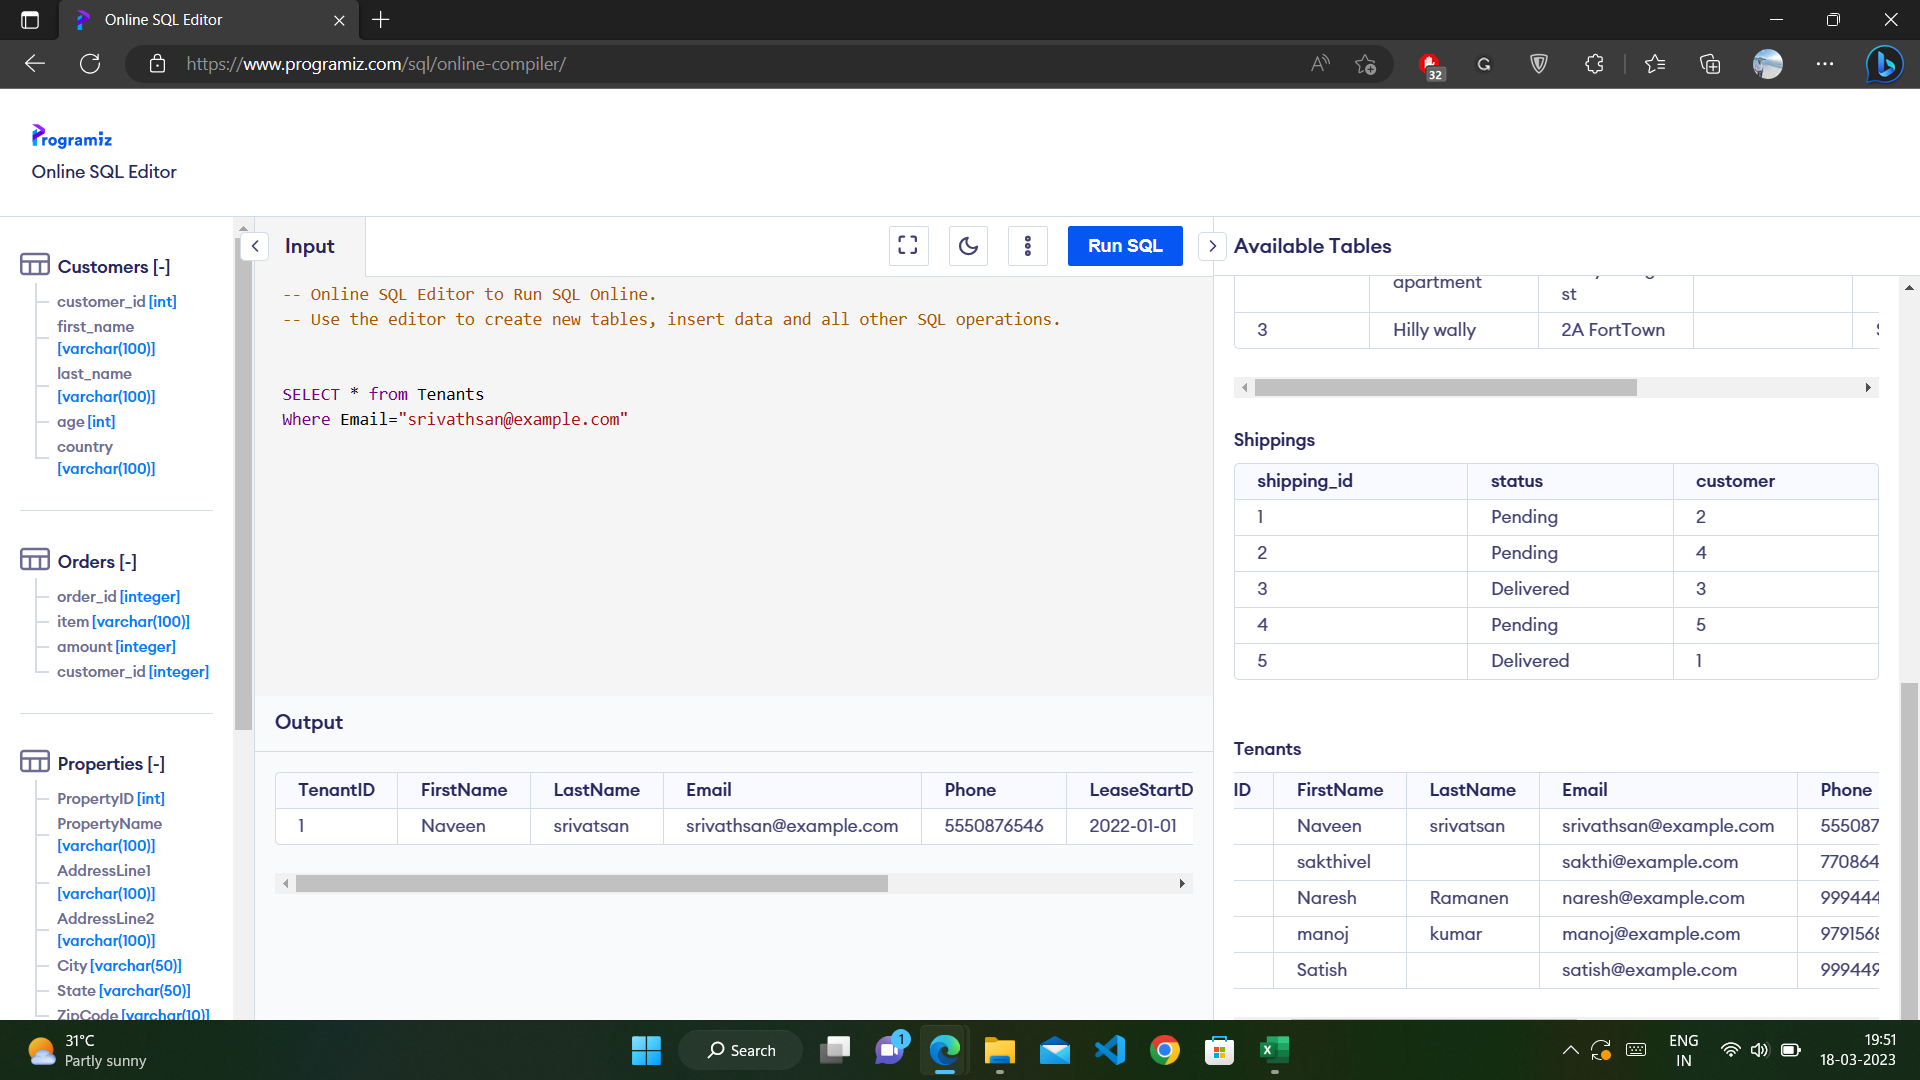 Online SQL Editor
https://www.programiz.com/sql/online-compiler/
32
Programiz
Online SQL Editor
Customers [-]
customer_id [int]
first_name
[varchar(100)]
last_name
[varchar(100)]
age [int]
country
[varchar(100)]
Orders [-]
order_id [integer]
item [varchar(100)]
amount [integer]
customer_id [integer]
Properties [-]
PropertyID [int]
PropertyName
[varchar(100)]
AddressLine1
[varchar(100)]
AddressLine2
[varchar(100)]
City [varchar(50)]
State [varchar(50)]
ZipCode [varchar(10)]
Input
Run SQL
-- Online SQL Editor to Run SQL Online.
-- Use the editor to create new tables, insert data and all other SQL operations.
SELECT * from Tenants
Where Email="srivathsan@example.com"
Output
TenantID FirstName LastName Email Phone LeaseStartD
1 Naveen srivatsan srivathsan@example.com 5550876546 2022-01-01
Available Tables
apartment
st
3 Hilly wally 2A FortTown
Shippings
shipping_id status customer
1 Pending 2
2 Pending 4
3 Delivered 3
4 Pending 5
5 Delivered 1
Tenants
ID FirstName LastName Email Phone
Naveen srivatsan srivathsan@example.com 555087
sakthivel sakthi@example.com 770864
Naresh Ramanen naresh@example.com 999444
manoj kumar manoj@example.com 979156
Satish satish@example.com 999449
31°C
Partly sunny
Search
1
ENG
IN
19:51
18-03-2023